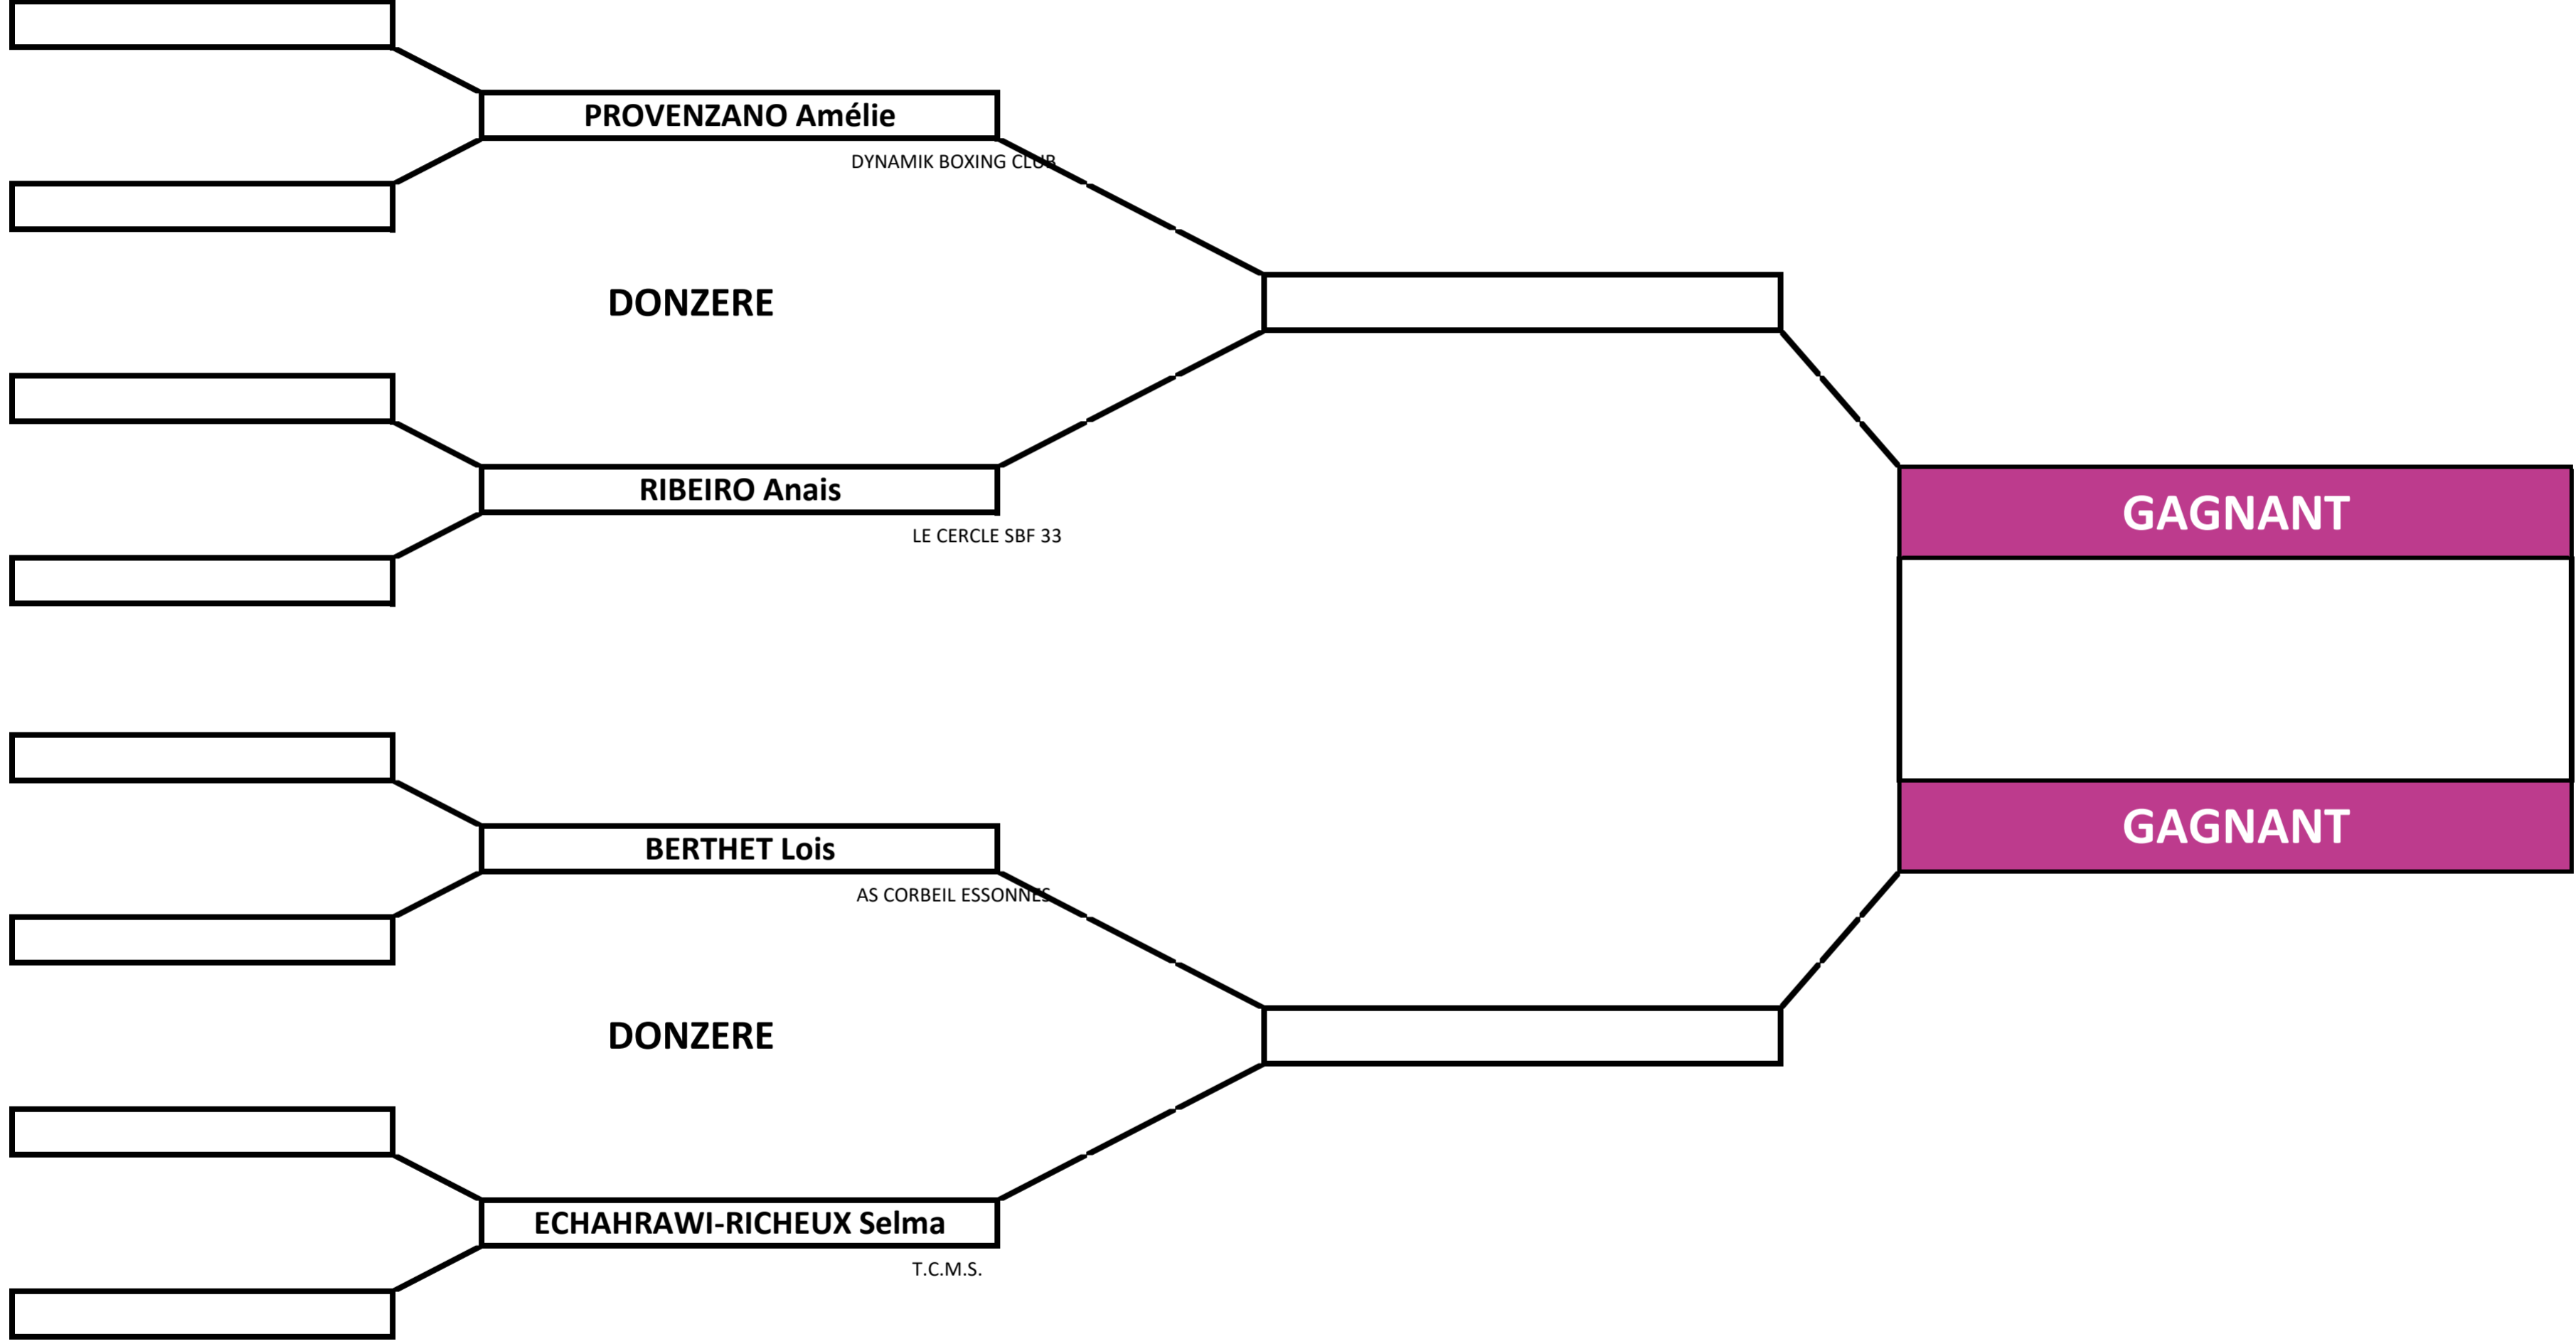 PROVENZANO Amélie
DYNAMIK BOXING CLUB
DONZERE
RIBEIRO Anais
LE CERCLE SBF 33
GAGNANT
GAGNANT
BERTHET Lois
AS CORBEIL ESSONNES
DONZERE
ECHAHRAWI-RICHEUX Selma
T.C.M.S.